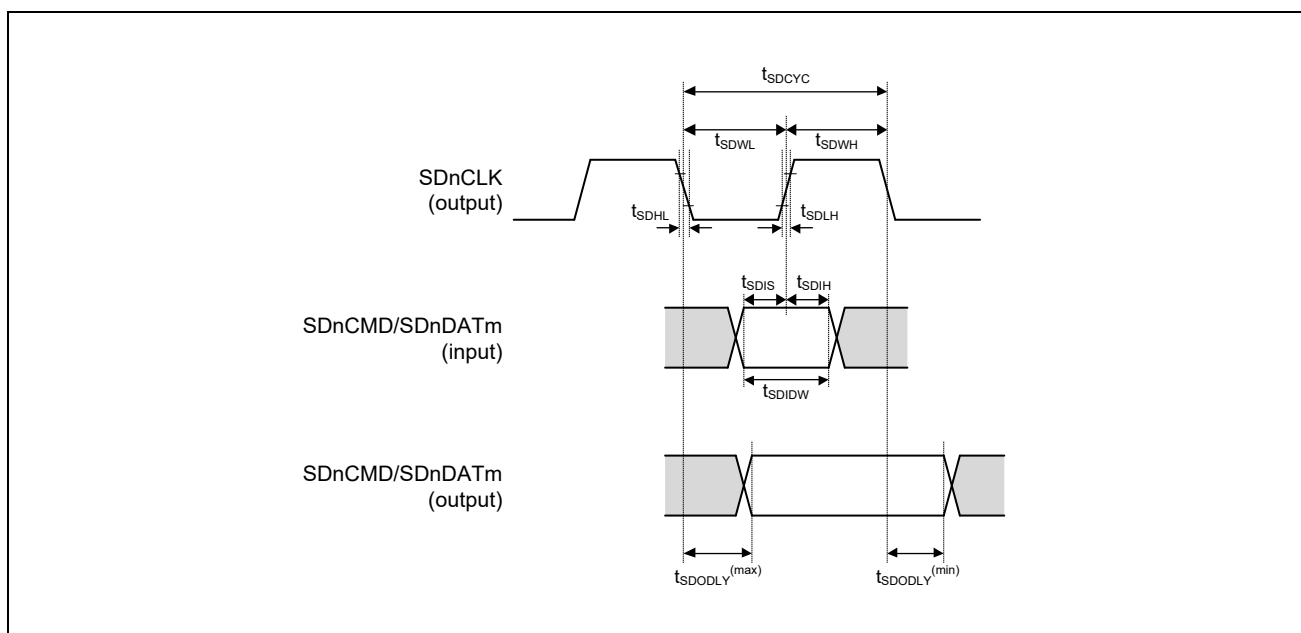 tSDCYC
tSDWL
tSDWH
SDnCLK
(output)
tSDHL
tSDLH
tSDIS
tSDIH
SDnCMD/SDnDATm
(input)
tSDIDW
SDnCMD/SDnDATm
(output)
tSDODLY(max)
tSDODLY(min)